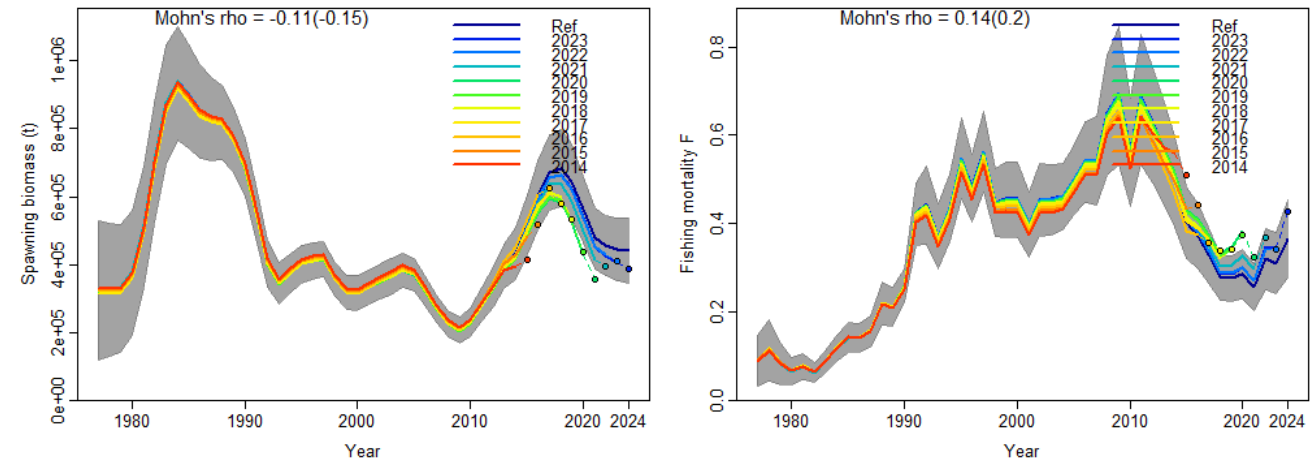 Mohn's rho = -0.11(-0.15)
Ref
2023
2022
2021
2020
2019
2018
2017
2016
2015
2014
Spawning biomass (t)
1e+06
8e+05
6e+05
4e+05
2e+05
0e+00
1980
1990
2000
2010
2020
2024
Year
Mohn's rho = 0.14(0.2)
Ref
2023
2022
2021
2020
2019
2018
2017
2016
2015
2014
Fishing mortality F
0.8
0.6
0.4
0.2
0.0
1980
1990
2000
2010
2020
2024
Year